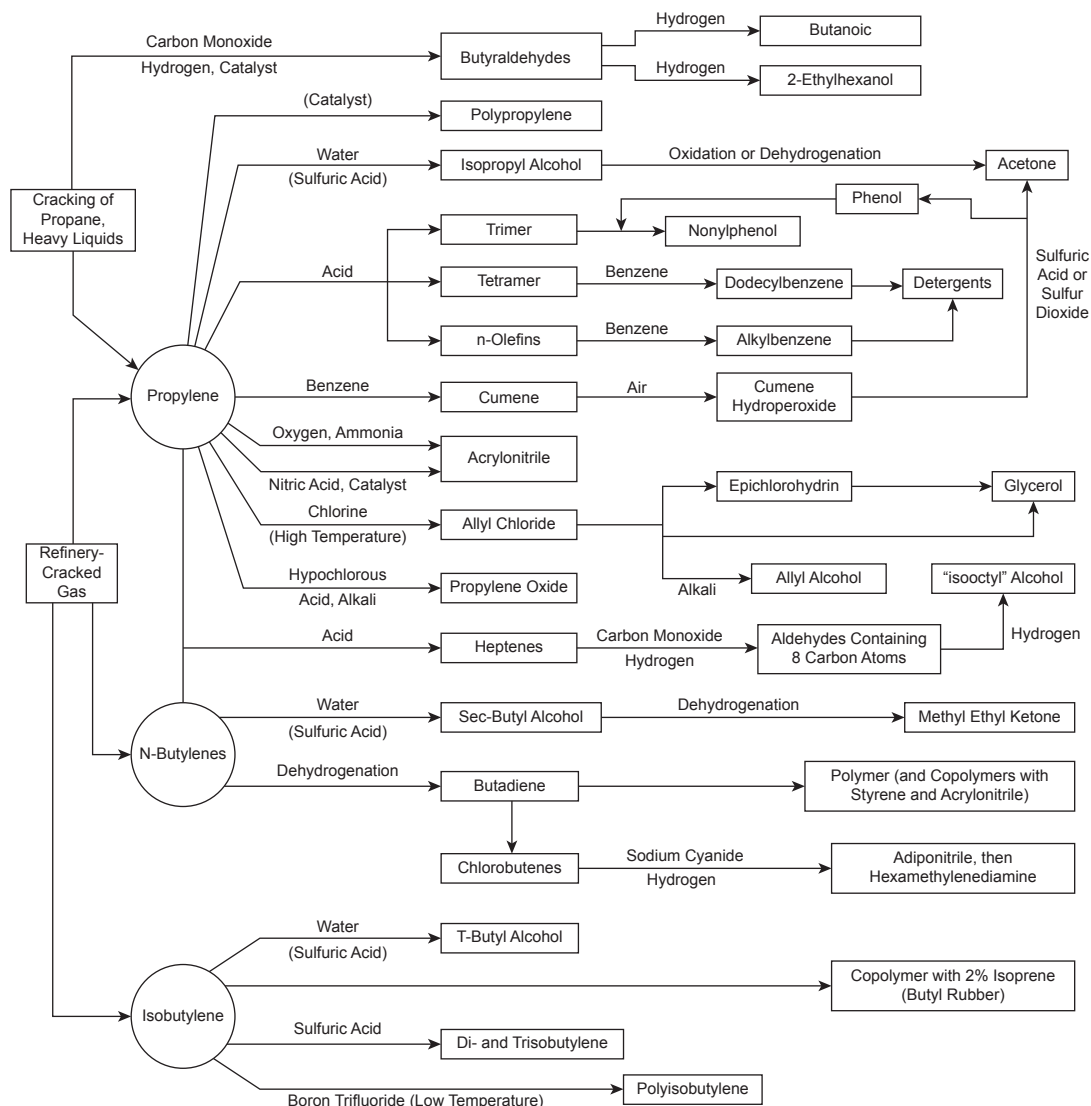 Carbon Monoxide
Hydrogen, Catalyst
Butyraldehydes
Hydrogen
Butanoic
Hydrogen
2-Ethylhexanol
(Catalyst)
Polypropylene
Water
(Sulfuric Acid)
Isopropyl Alcohol
Oxidation or Dehydrogenation
Acetone
Cracking of
Propane,
Heavy Liquids
Phenol
Trimer
Nonylphenol
Sulfuric
Acid or
Sulfur
Dioxide
Acid
Tetramer
Benzene
Dodecylbenzene
Detergents
n-Olefins
Benzene
Alkylbenzene
Propylene
Benzene
Cumene
Air
Cumene
Hydroperoxide
Oxygen, Ammonia
Acrylonitrile
Nitric Acid, Catalyst
Chlorine
(High Temperature)
Allyl Chloride
Epichlorohydrin
Glycerol
Refinery-
Cracked
Gas
Hypochlorous
Acid, Alkali
Propylene Oxide
Alkali
Allyl Alcohol
“isooctyl” Alcohol
Acid
Heptenes
Carbon Monoxide
Hydrogen
Aldehydes Containing
8 Carbon Atoms
Hydrogen
N-Butylenes
Water
(Sulfuric Acid)
Sec-Butyl Alcohol
Dehydrogenation
Methyl Ethyl Ketone
Dehydrogenation
Butadiene
Polymer (and Copolymers with
Styrene and Acrylonitrile)
Chlorobutenes
Sodium Cyanide
Hydrogen
Adiponitrile, then
Hexamethylenediamine
Water
(Sulfuric Acid)
T-Butyl Alcohol
Isobutylene
Copolymer with 2% Isoprene
(Butyl Rubber)
Sulfuric Acid
Di- and Trisobutylene
Boron Trifluoride (Low Temperature)
Polyisobutylene